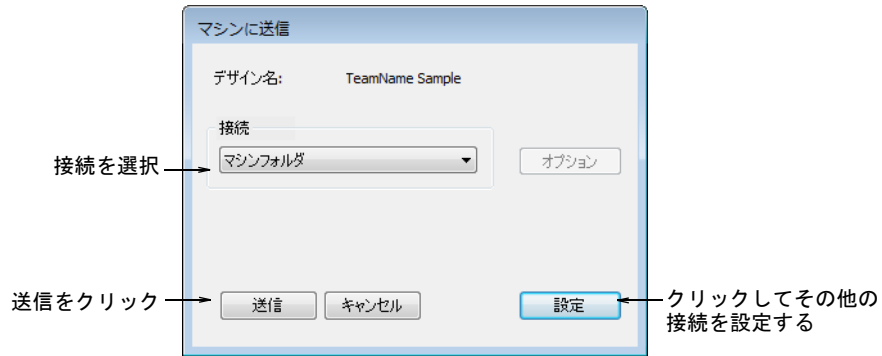 マシンに送信
デザイン名: TeamName Sample
接続
接続を選択
マシンフォルダ
オプション
送信をクリック
送信
キャンセル
設定
クリックしてその他の
接続を設定する